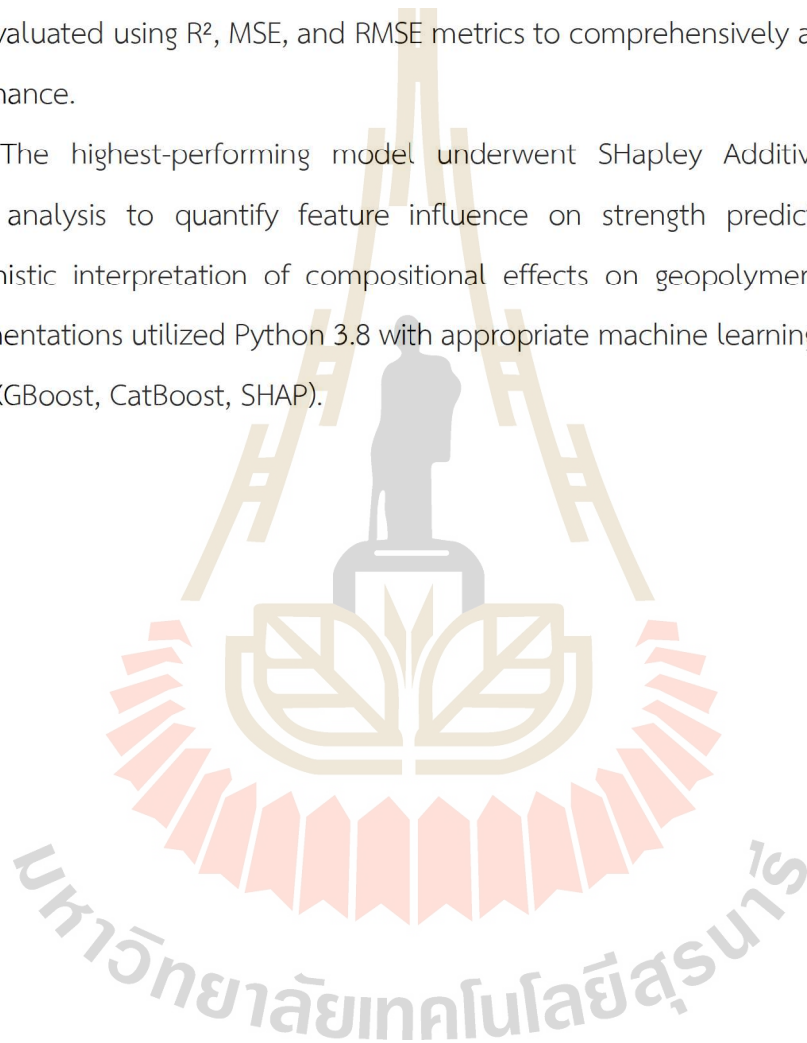 valuated using R², MSE, and RMSE metrics to comprehensively a
nance.
The highest-performing model underwent SHapley Additiv
analysis to quantify feature influence on strength predict
nistic interpretation of compositional effects on geopolymer
nentations utilized Python 3.8 with appropriate machine learning
XGBoost, CatBoost, SHAP).
มหาวิทยาลัยเทคโนโลยีสุรนารี